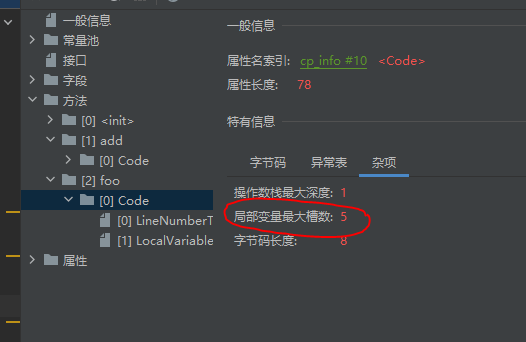 一般信息
常量池
接口
字段
方法
[0] <init>
[1] add
[0] Code
[2] foo
[0] Code
[0] LineNumberT
[1] LocalVariable
属性
一般信息
属性名索引: cp_info #10 <Code>
属性长度: 78
特有信息
字节码 异常表 杂项
操作数栈最大深度: 1
局部变量最大槽数: 5
字节码长度: 8